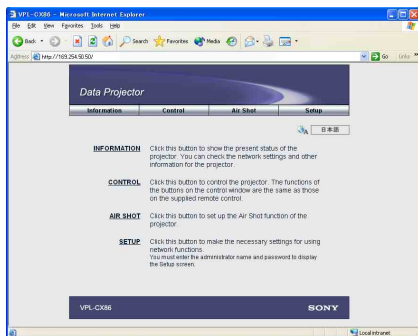 VPL-CX86 - Microsoft Internet Explorer
File Edit View Favorites Tools Help
Back Search Favorites Media
Address http://169.254.50.50/ Go Links »
Data Projector
Information Control Air Shot Setup
日本語
INFORMATION Click this button to show the present status of the
projector. You can check the network settings and other
information for the projector.
CONTROL Click this button to control the projector. The functions of
the buttons on the control window are the same as those
on the supplied remote control.
AIR SHOT Click this button to set up the Air Shot function of the
projector.
SETUP Click this button to make the necessary settings for using
network functions.
You must enter the administrator name and password to display
the Setup screen.
VPL-CX86 SONY
Local intranet